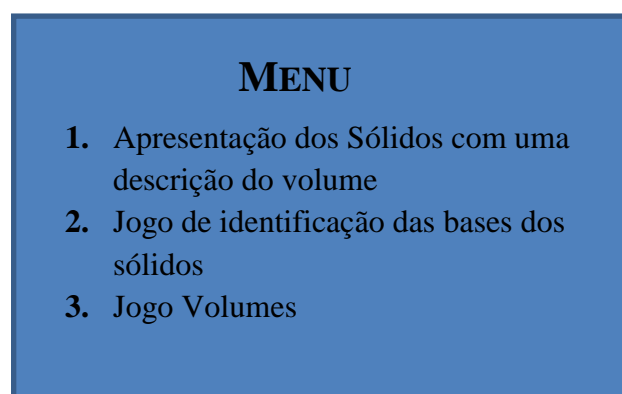 MENU
1. Apresentação dos Sólidos com uma
descrição do volume
2. Jogo de identificação das bases dos
sólidos
3. Jogo Volumes